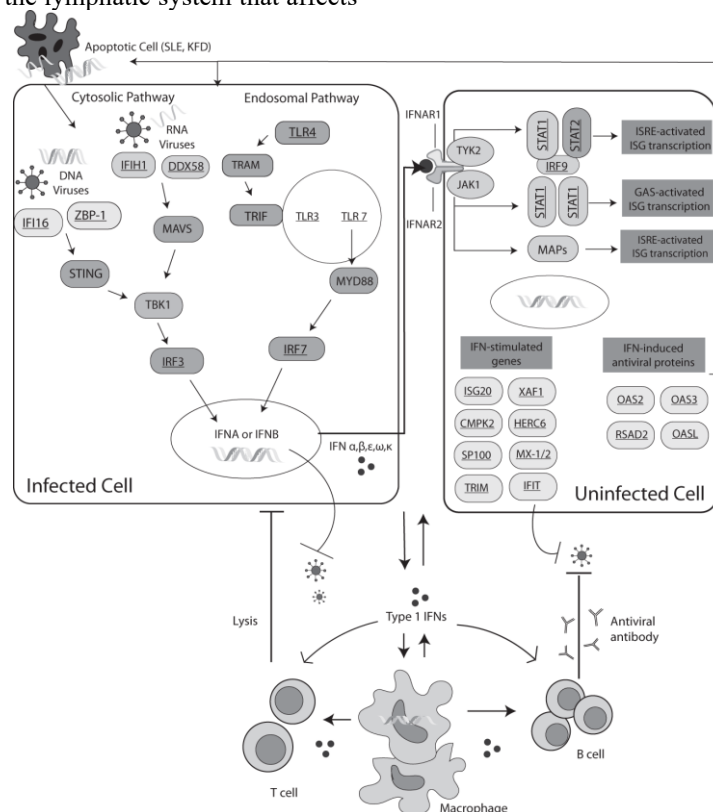 the lymphatic system that affects
Apoptotic Cell (SLE, KFD)
Cytosolic Pathway
Endosomal Pathway
RNA
Viruses
DNA
Viruses
IFIH1
DDX58
TLR4
TRAM
IFI16
ZBP-1
MAVS
TRIF
TLR3
TLR 7
STING
TBK1
MYD88
IRF3
IRF7
IFNA or IFNB
IFN α,β,ε,ω,κ
Infected Cell
IFNAR1
IFNAR2
TYK2
JAK1
STAT1
STAT2
IRF9
ISRE-activated
ISG transcription
STAT1
STAT1
GAS-activated
ISG transcription
MAPs
ISRE-activated
ISG transcription
IFN-stimulated
genes
IFN-induced
antiviral proteins
ISG20
XAF1
CMPK2
HERC6
SP100
MX-1/2
TRIM
IFIT
OAS2
OAS3
RSAD2
OASL
Uninfected Cell
Lysis
Type 1 IFNs
Antiviral
antibody
T cell
Macrophage
B cell